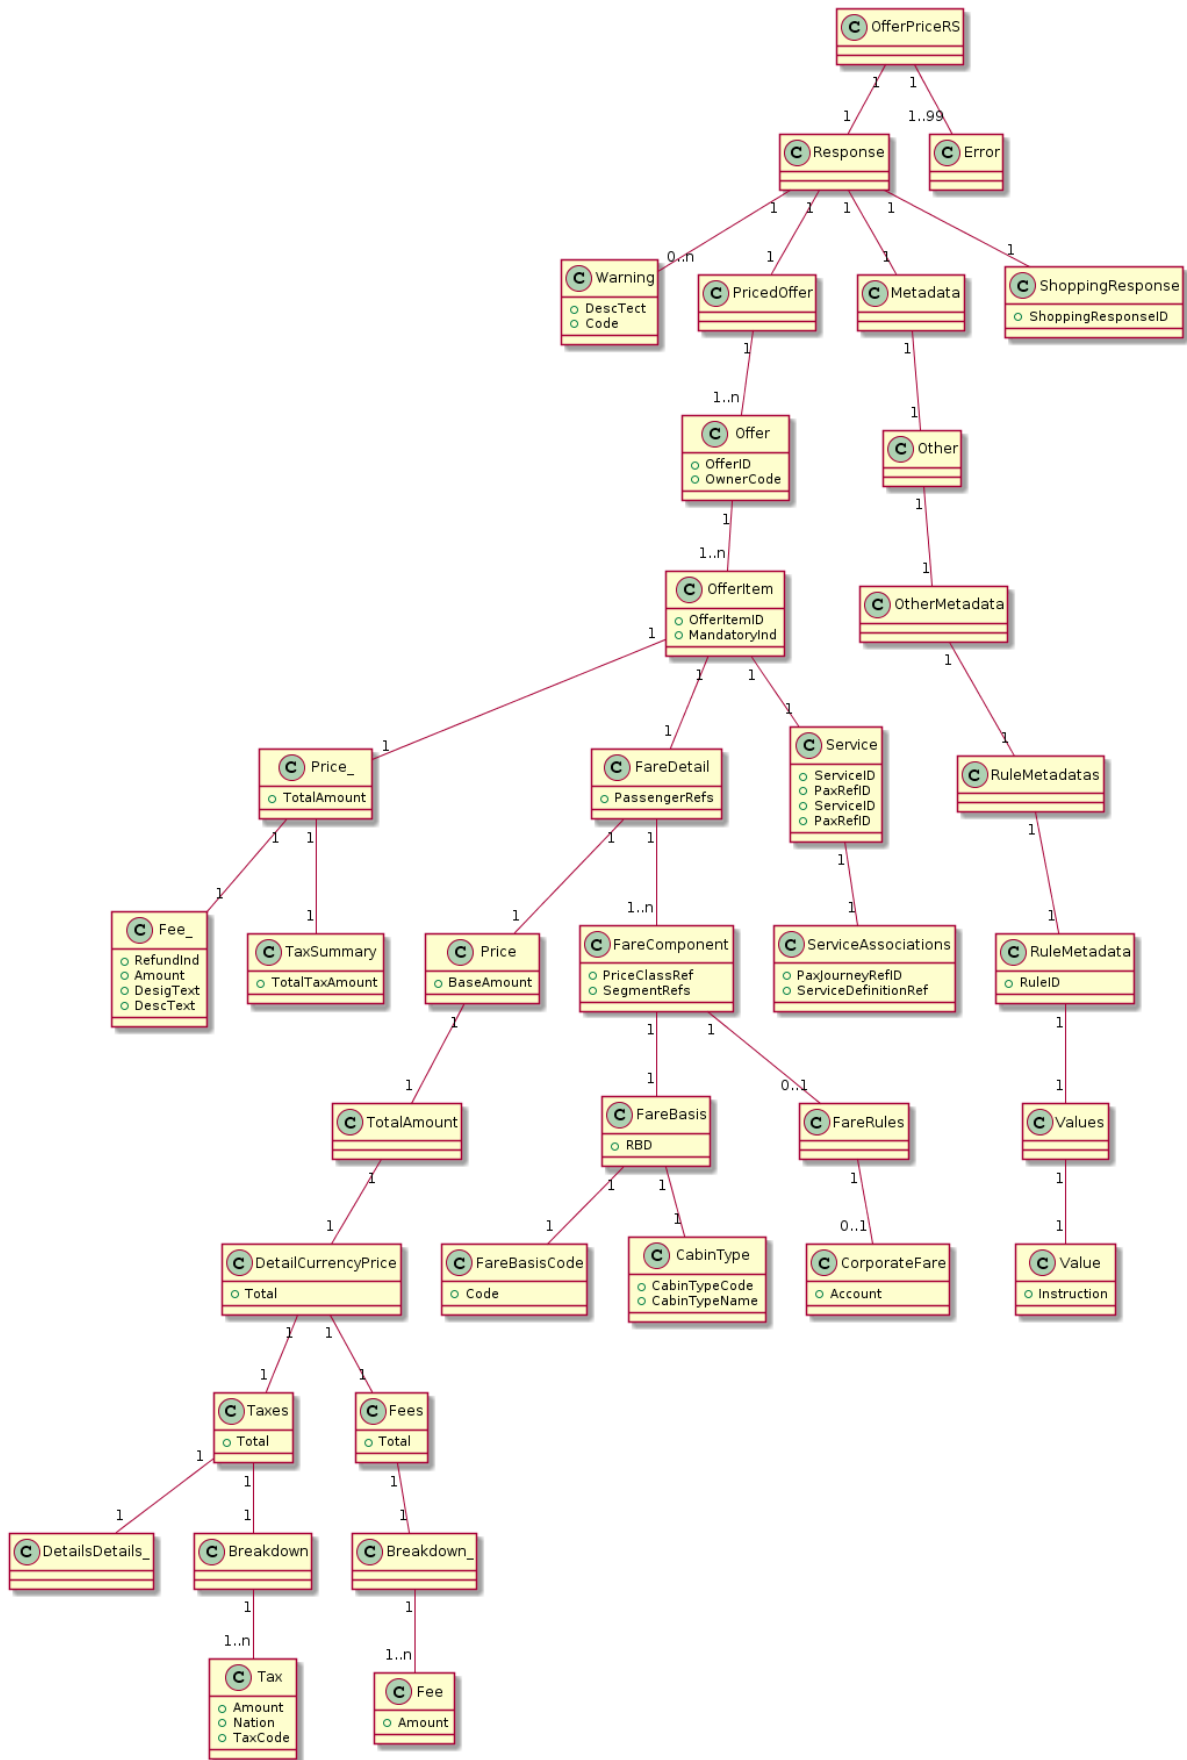 C OfferPriceRS
1 1
1 1..99
C Response
C Error
1 1 1 1
0..n 1 1 1
C Warning
DescTect
Code
C PricedOffer
C Metadata
C ShoppingResponse
ShoppingResponseID
1 1
1..n 1
C Offer
OfferID
OwnerCode
C Other
1 1
1..n 1
C OfferItem
OfferItemID
MandatoryInd
C OtherMetadata
1 1 1 1
1 1 1 1
C Price_
TotalAmount
C FareDetail
PassengerRefs
C Service
ServiceID
PaxRefID
ServiceID
PaxRefID
C RuleMetadatas
1 1 1 1 1 1
1 1 1 1..n 1 1
C Fee_
RefundInd
Amount
DesigText
DescText
C TaxSummary
TotalTaxAmount
C Price
BaseAmount
C FareComponent
PriceClassRef
SegmentRefs
C ServiceAssociations
PaxJourneyRefID
ServiceDefinitionRef
C RuleMetadata
RuleID
1 1 1 1
1 1 0..1 1
C TotalAmount
C FareBasis
RBD
C FareRules
C Values
1 1 1 1 1
1 1 1 0..1 1
C DetailCurrencyPrice
Total
C FareBasisCode
Code
C CabinType
CabinTypeCode
CabinTypeName
C CorporateFare
Account
C Value
Instruction
1 1
1 1
C Taxes
Total
C Fees
Total
1 1 1
1 1 1
C DetailsDetails_
C Breakdown
C Breakdown_
1 1
1..n 1..n
C Tax
Amount
Nation
TaxCode
C Fee
Amount